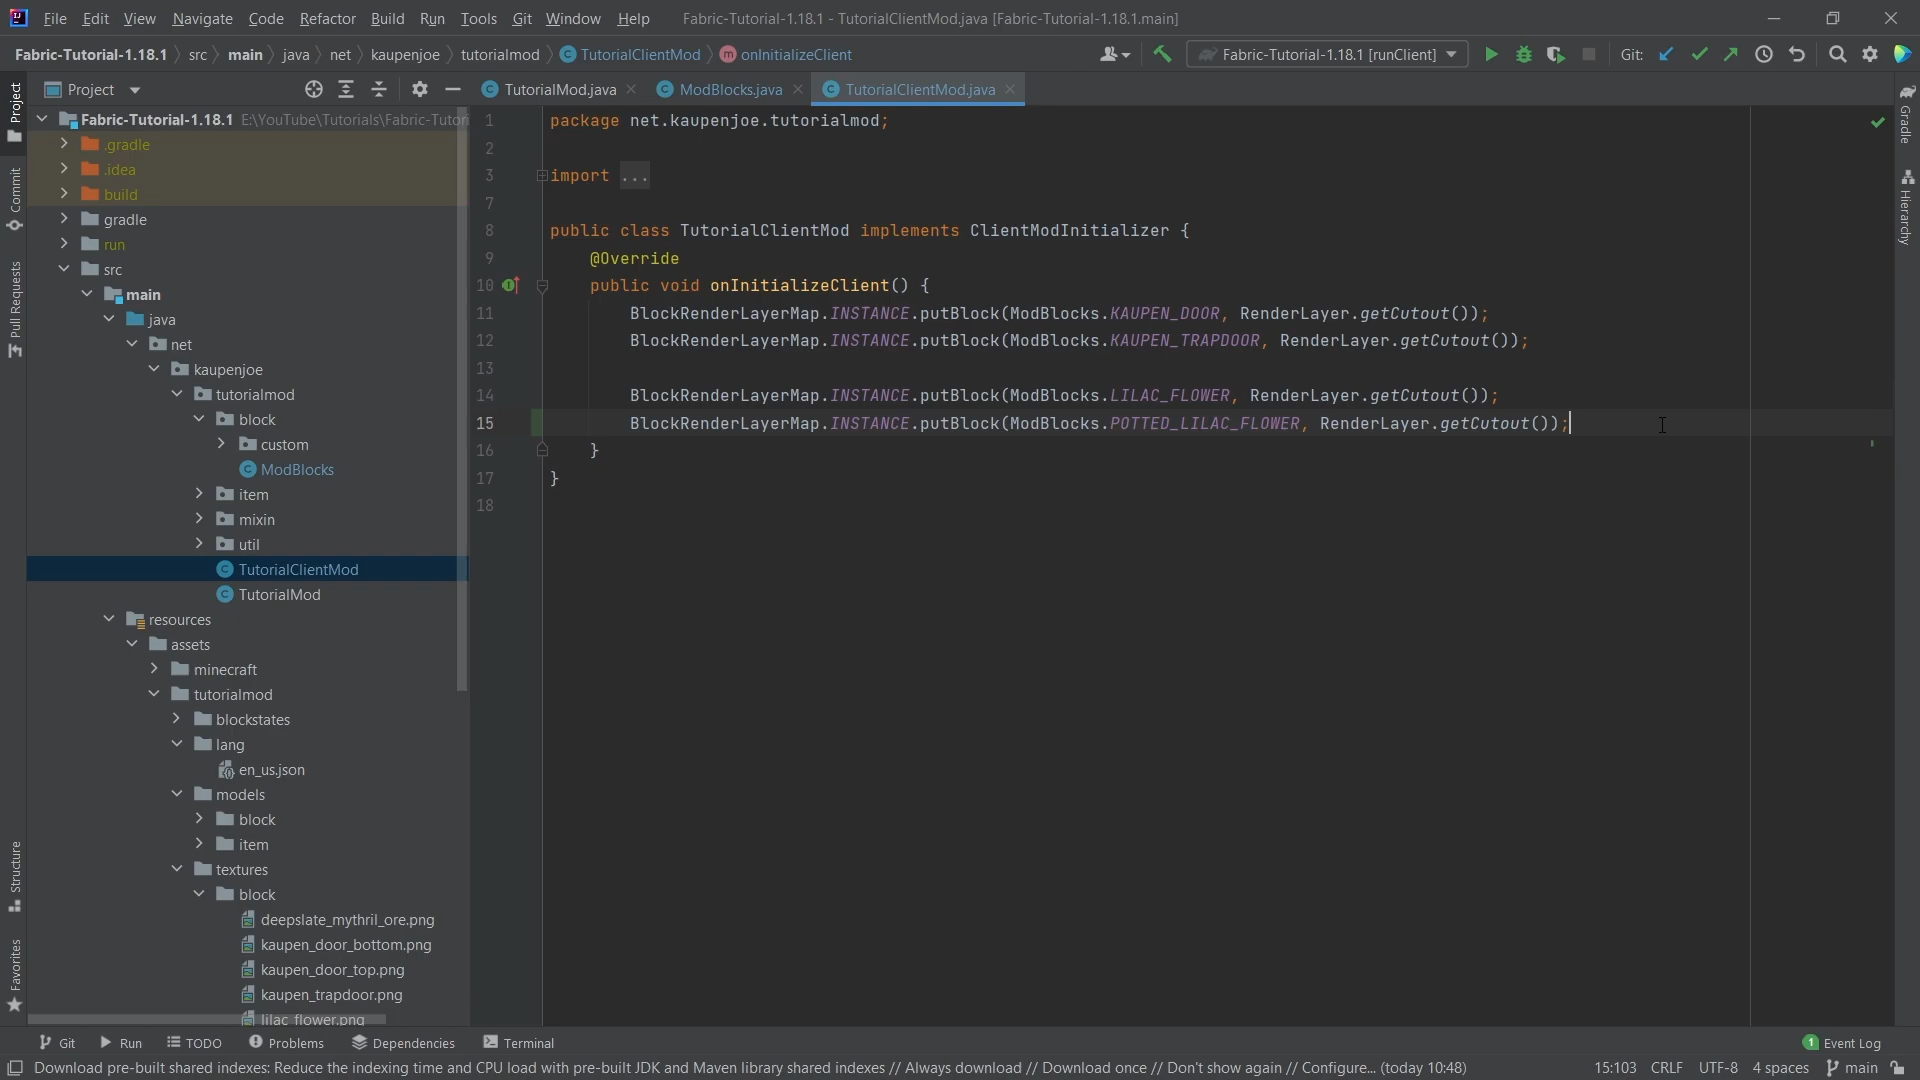 File Edit View Navigate Code Refactor Build Run Tools Git Window Help Fabric-Tutorial-1.18.1 - TutorialClientMod.java [Fabric-Tutorial-1.18.1.main]
Fabric-Tutorial-1.18.1 src main java net kaupenjoe tutorialmod TutorialClientMod onInitializeClient Fabric-Tutorial-1.18.1 [runClient] Git:
Project TutorialMod.java ModBlocks.java TutorialClientMod.java
Project
Commit
Pull Requests
Structure
Favorites
Fabric-Tutorial-1.18.1 E:\YouTube\Tutorials\Fabric-Tutor
.gradle
.idea
build
gradle
run
src
main
java
net
kaupenjoe
tutorialmod
block
custom
ModBlocks
item
mixin
util
TutorialClientMod
TutorialMod
resources
assets
minecraft
tutorialmod
blockstates
lang
en_us.json
models
block
item
textures
block
deepslate_mythril_ore.png
kaupen_door_bottom.png
kaupen_door_top.png
kaupen_trapdoor.png
lilac_flower.png
1 package net.kaupenjoe.tutorialmod;
2
3 import ...
7
8 public class TutorialClientMod implements ClientModInitializer {
9 @Override
10 public void onInitializeClient() {
11 BlockRenderLayerMap.INSTANCE.putBlock(ModBlocks.KAUPEN_DOOR, RenderLayer.getCutout());
12 BlockRenderLayerMap.INSTANCE.putBlock(ModBlocks.KAUPEN_TRAPDOOR, RenderLayer.getCutout());
13
14 BlockRenderLayerMap.INSTANCE.putBlock(ModBlocks.LILAC_FLOWER, RenderLayer.getCutout());
15 BlockRenderLayerMap.INSTANCE.putBlock(ModBlocks.POTTED_LILAC_FLOWER, RenderLayer.getCutout());
16 }
17 }
18
Gradle
Hierarchy
Git Run TODO Problems Dependencies Terminal 1 Event Log
Download pre-built shared indexes: Reduce the indexing time and CPU load with pre-built JDK and Maven library shared indexes // Always download // Download once // Don't show again // Configure... (today 10:48) 15:103 CRLF UTF-8 4 spaces main